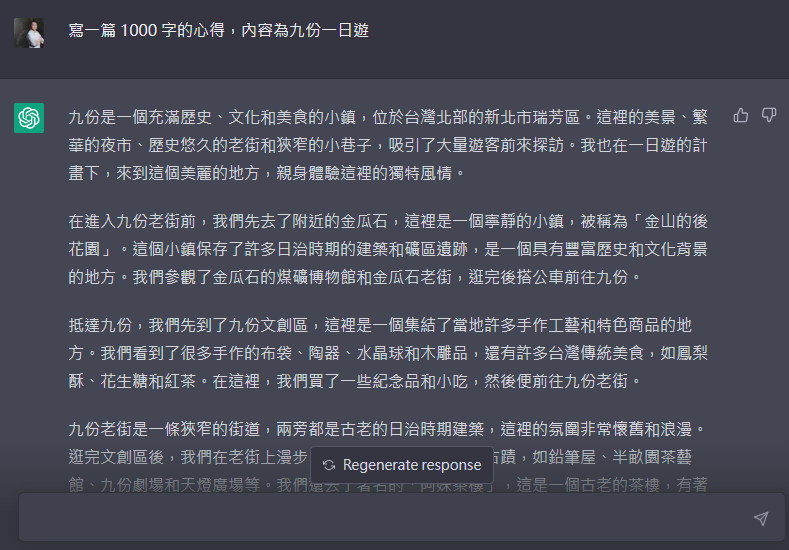 寫一篇 1000 字的心得，內容為九份一日遊
九份是一個充滿歷史、文化和美食的小鎮，位於台灣北部的新北市瑞芳區。這裡的美景、繁
華的夜市、歷史悠久的老街和狹窄的小巷子，吸引了大量遊客前來探訪。我也在一日遊的計
畫下，來到這個美麗的地方，親身體驗這裡的獨特風情。
在進入九份老街前，我們先去了附近的金瓜石，這裡是一個寧靜的小鎮，被稱為「金山的後
花園」。這個小鎮保存了許多日治時期的建築和礦區遺跡，是一個具有豐富歷史和文化背景
的地方。我們參觀了金瓜石的煤礦博物館和金瓜石老街，逛完後搭公車前往九份。
抵達九份，我們先到了九份文創區，這裡是一個集結了當地許多手作工藝和特色商品的地
方。我們看到了很多手作的布袋、陶器、水晶球和木雕品，還有許多台灣傳統美食，如鳳梨
酥、花生糖和紅茶。在這裡，我們買了一些紀念品和小吃，然後便前往九份老街。
九份老街是一條狹窄的街道，兩旁都是古老的日治時期建築，這裡的氛圍非常懷舊和浪漫。
逛完文創區後，我們在老街上漫步 古蹟，如鉛筆屋、半畝園茶藝
Regenerate response
館、九份劇場和天燈廣場等。我們還去了著名的「阿妹茶樓」，這是一個古老的茶樓，有著